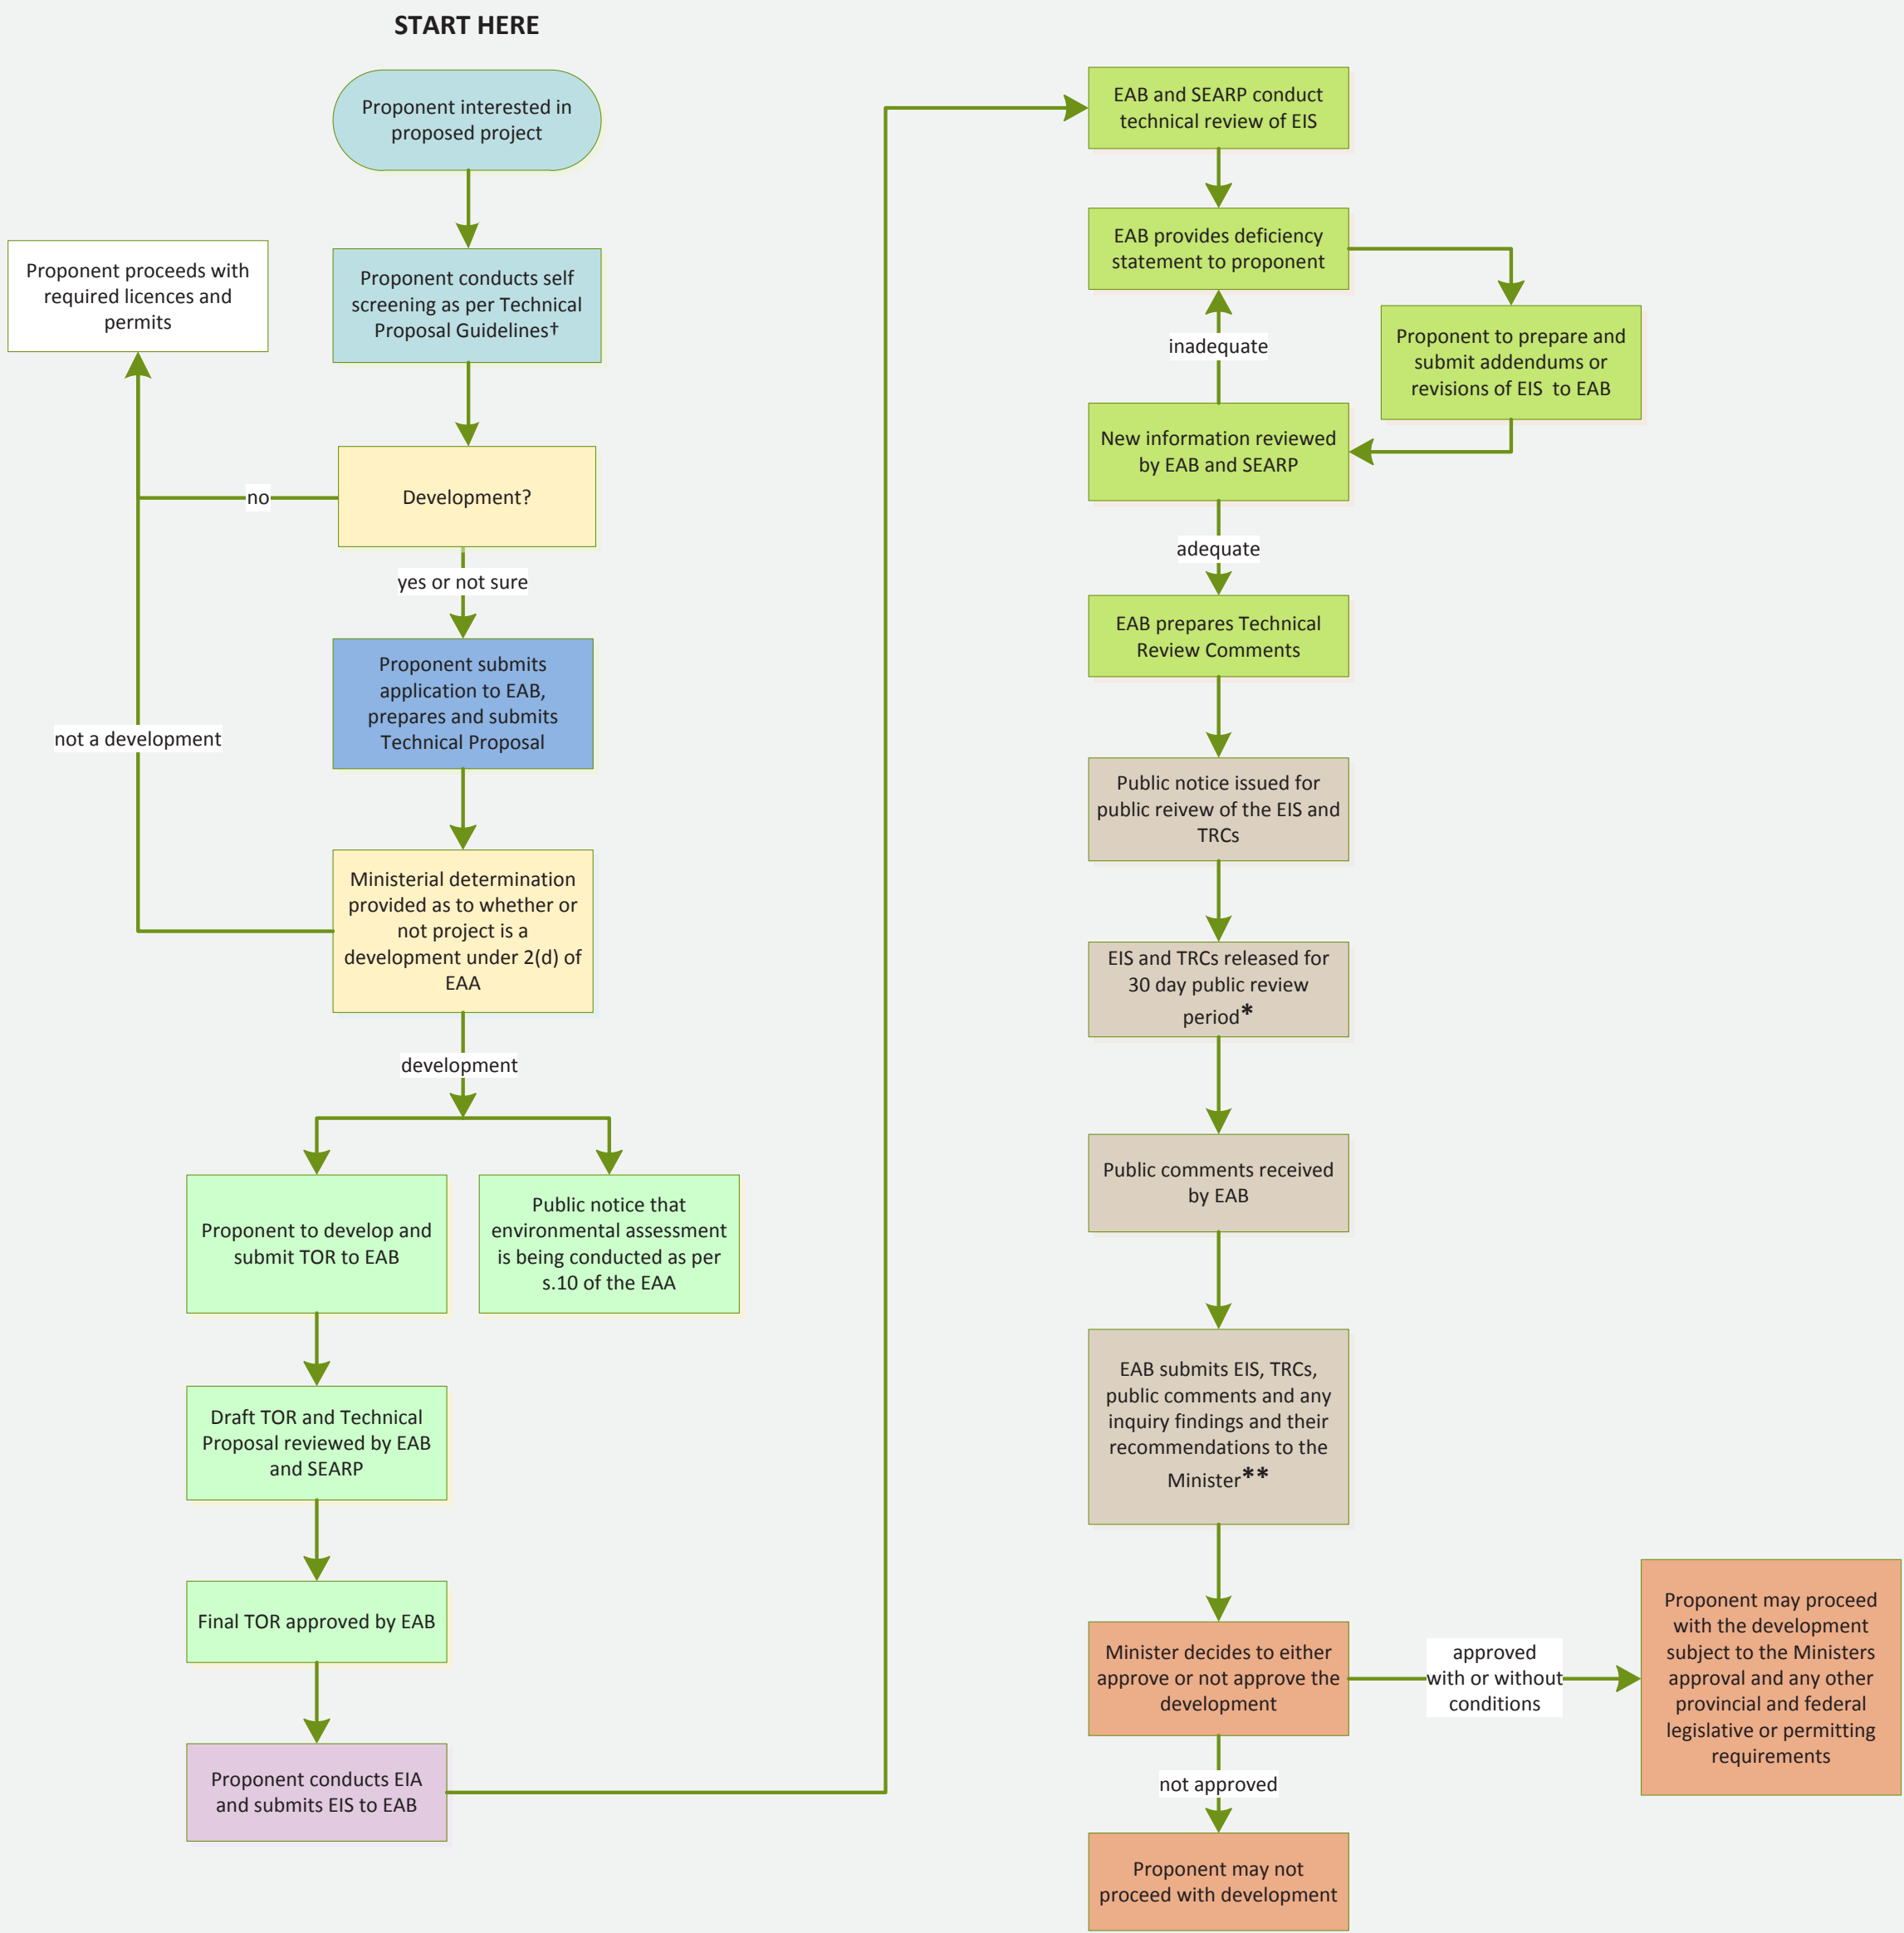 START HERE
Proponent interested in
proposed project
Proponent proceeds with
required licences and
permits
Proponent conducts self
screening as per Technical
Proposal Guidelines†
Development?
no
yes or not sure
Proponent submits
application to EAB,
prepares and submits
Technical Proposal
not a development
Ministerial determination
provided as to whether or
not project is a
development under 2(d) of
EAA
development
Proponent to develop and
submit TOR to EAB
Public notice that
environmental assessment
is being conducted as per
s.10 of the EAA
Draft TOR and Technical
Proposal reviewed by EAB
and SEARP
Final TOR approved by EAB
Proponent conducts EIA
and submits EIS to EAB
EAB and SEARP conduct
technical review of EIS
EAB provides deficiency
statement to proponent
Proponent to prepare and
submit addendums or
revisions of EIS to EAB
inadequate
New information reviewed
by EAB and SEARP
adequate
EAB prepares Technical
Review Comments
Public notice issued for
public reivew of the EIS and
TRCs
EIS and TRCs released for
30 day public review
period*
Public comments received
by EAB
EAB submits EIS, TRCs,
public comments and any
inquiry findings and their
recommendations to the
Minister**
Minister decides to either
approve or not approve the
development
approved
with or without
conditions
Proponent may proceed
with the development
subject to the Ministers
approval and any other
provincial and federal
legislative or permitting
requirements
not approved
Proponent may not
proceed with development